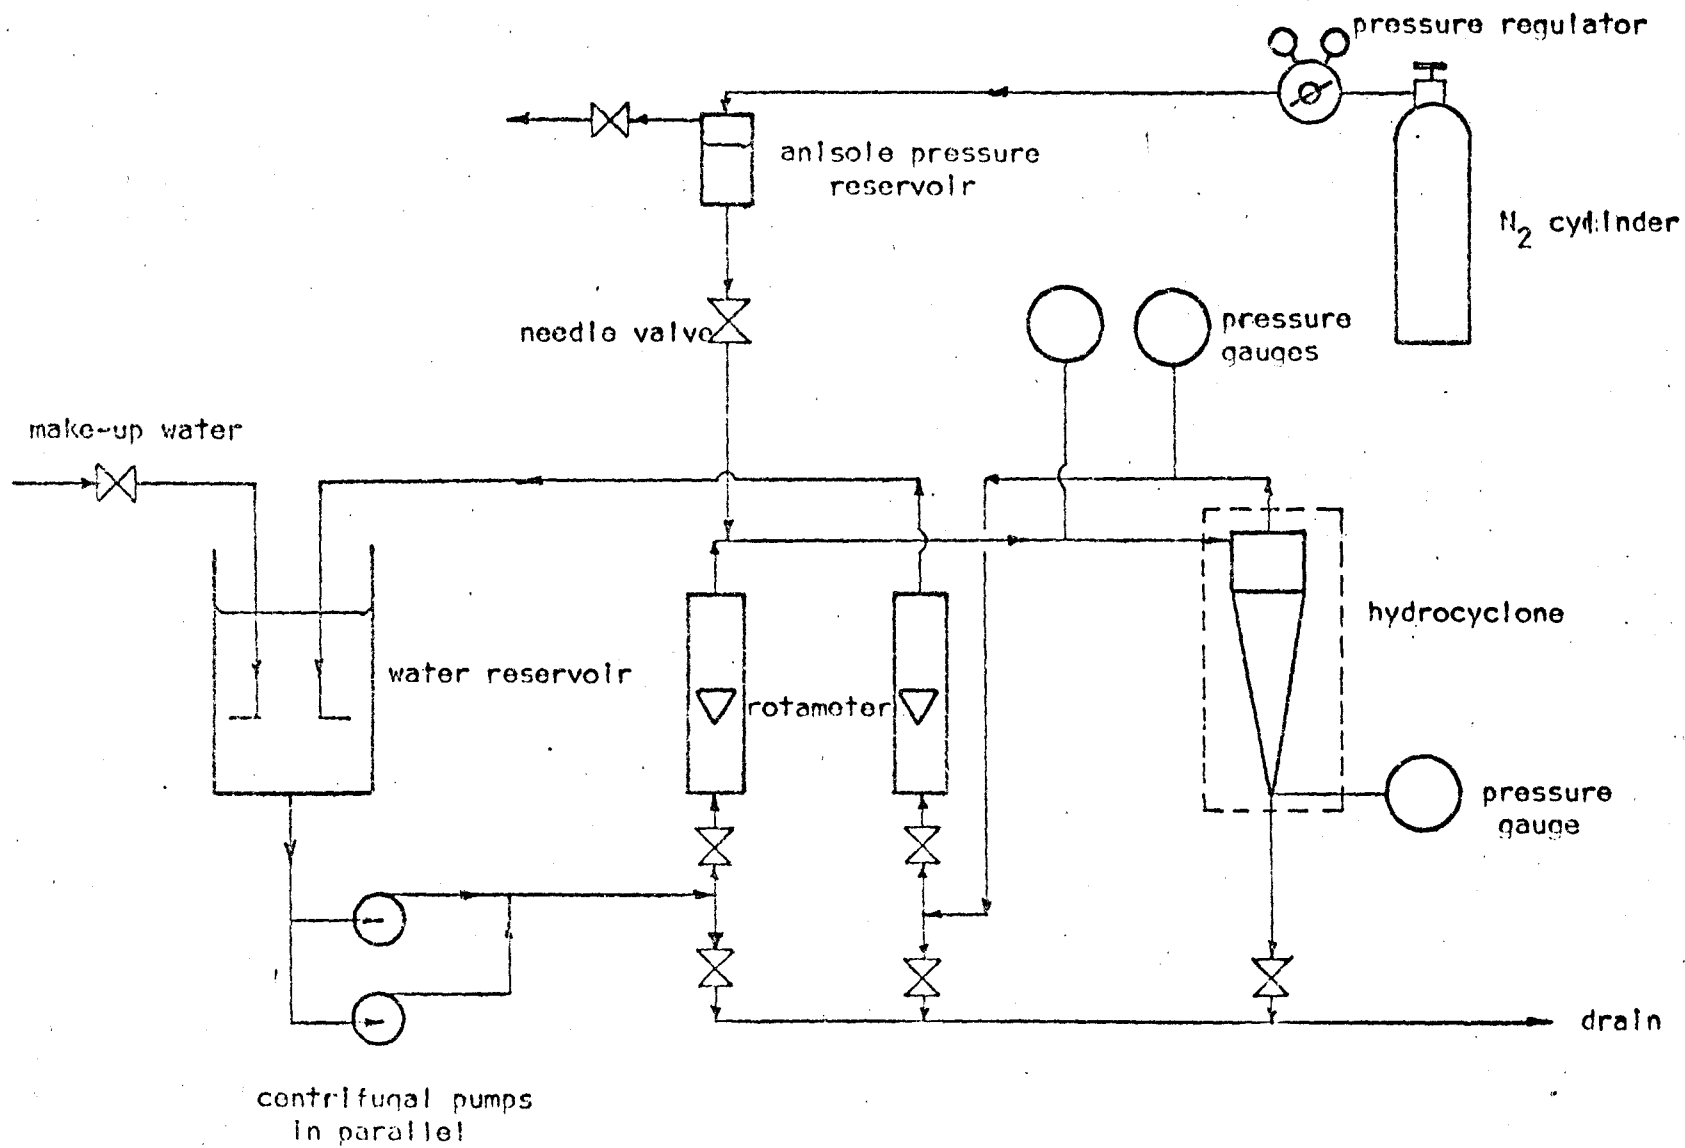 pressure regulator
anisole pressure
reservoir
N2 cylinder
needle valve
pressure
gauges
make-up water
hydrocyclone
water reservoir
rotameter
pressure
gauge
drain
centrifugal pumps
in parallel